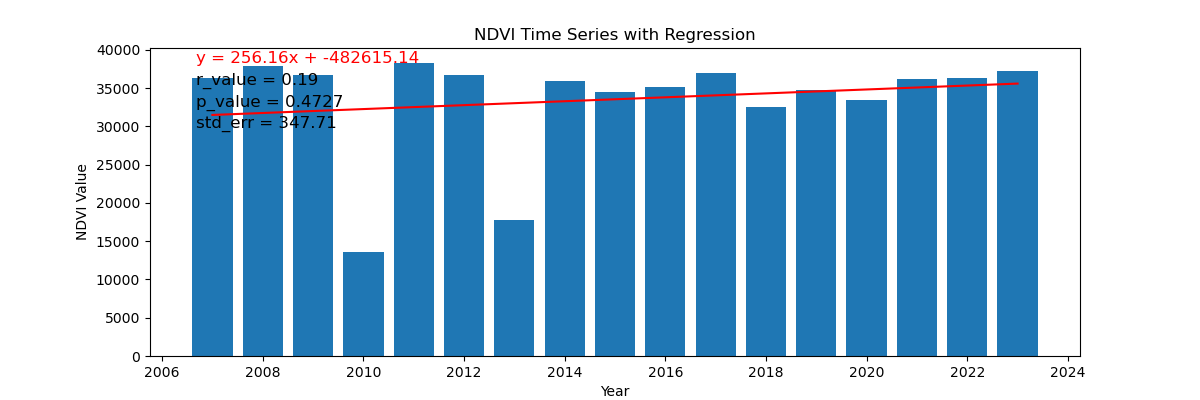 NDVI Time Series with Regression
y = 256.16x + -482615.14
r_value = 0.19
p_value = 0.4727
std_err = 347.71
NDVI Value
40000
35000
30000
25000
20000
15000
10000
5000
0
2006 2008 2010 2012 2014 2016 2018 2020 2022 2024
Year